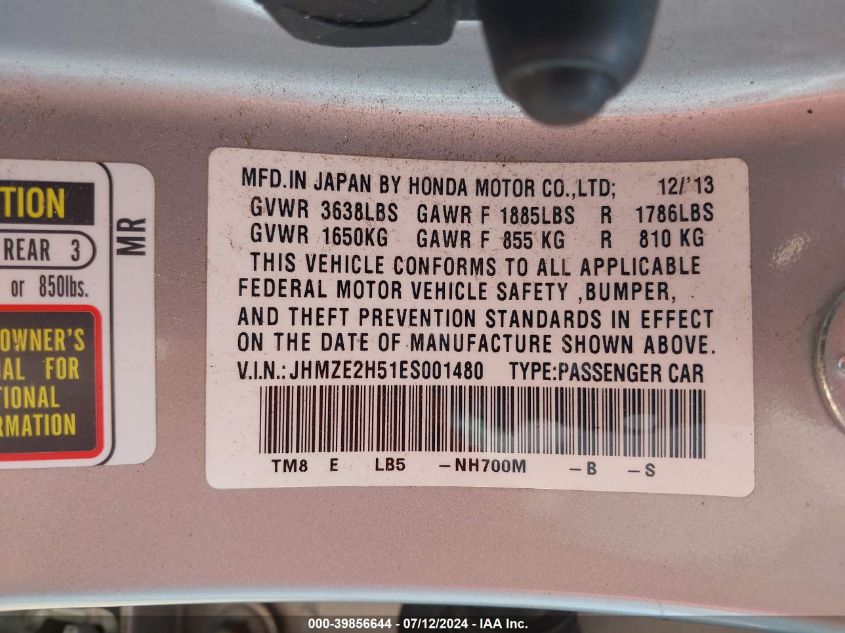 TION
REAR 3
or 850lbs.
OWNER'S
AL FOR
TIONAL
RMATION
MR
MFD.IN JAPAN BY HONDA MOTOR CO.,LTD; 12/'13
GVWR 3638LBS GAWR F 1885LBS R 1786LBS
GVWR 1650KG GAWR F 855 KG R 810 KG
THIS VEHICLE CONFORMS TO ALL APPLICABLE
FEDERAL MOTOR VEHICLE SAFETY ,BUMPER,
AND THEFT PREVENTION STANDARDS IN EFFECT
ON THE DATE OF MANUFACTURE SHOWN ABOVE.
V.I.N.:JHMZE2H51ES001480 TYPE:PASSENGER CAR
TM8 E LB5 -NH700M -B -S
000-39856644 - 07/12/2024 - IAA Inc.